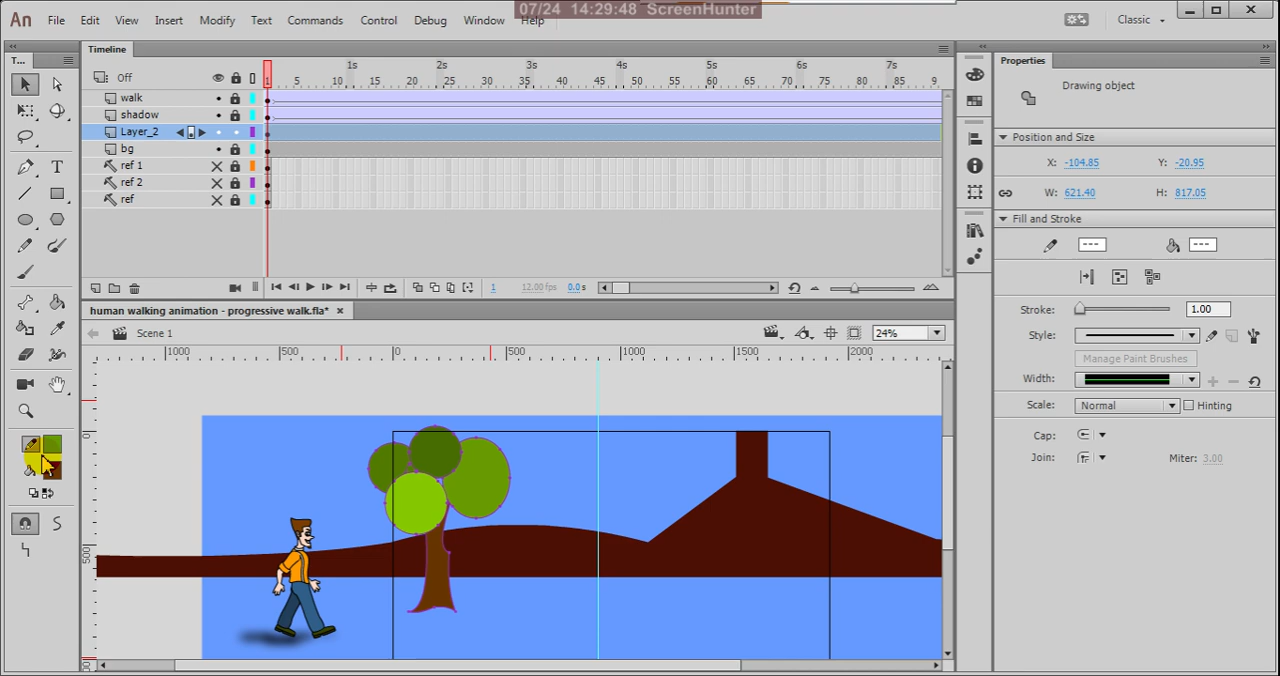 07/24 14:29:48 ScreenHunter
An File Edit View Insert Modify Text Commands Control Debug Window Help Classic
T...
Timeline
Off
1s 2s 3s 4s 5s 6s 7s
1 5 10 15 20 25 30 35 40 45 50 55 60 65 70 75 80 85 9
walk
shadow
Layer_2
bg
ref 1
ref 2
ref
1 12.00 fps 0.0s
human walking animation - progressive walk.fla* ×
Scene 1 24%
1000 500 0 500 1000 1500 2000
0
500
Properties
Drawing object
Position and Size
X: -104.85 Y: -20.95
W: 621.40 H: 817.05
Fill and Stroke
Stroke: 1.00
Style:
Manage Paint Brushes
Width:
Scale: Normal Hinting
Cap:
Join: Miter: 3.00